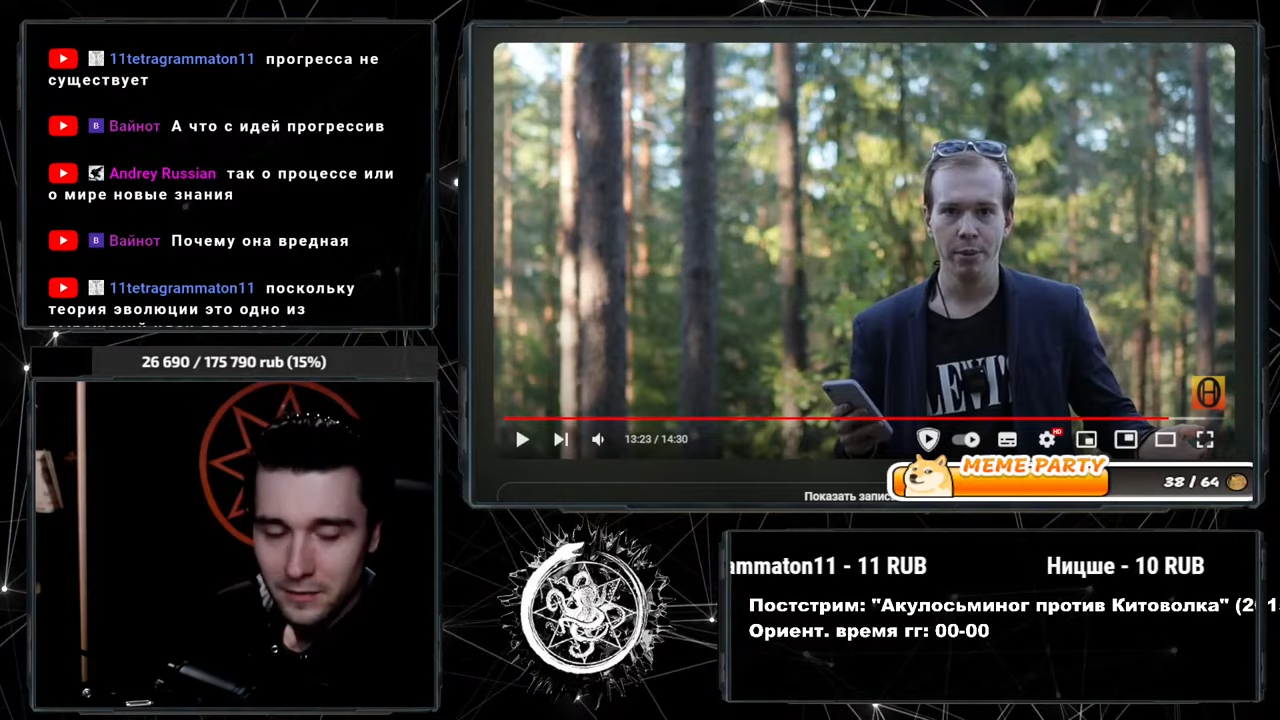 11tetragrammaton11 прогресса не
существует
В Вайнот А что с идей прогрессив
Andrey Russian так о процессе или
о мире новые знания
В Вайнот Почему она вредная
11tetragrammaton11 поскольку
теория эволюции это одно из
26 690 / 175 790 rub (15%)
LEVI'S
13:23 / 14:30
HD
MEME PARTY
38 / 64
Показать запис
ammaton11 - 11 RUB Ницше - 10 RUB
Постстрим: "Акулосьминог против Китоволка" (2
Ориент. время гг: 00-00